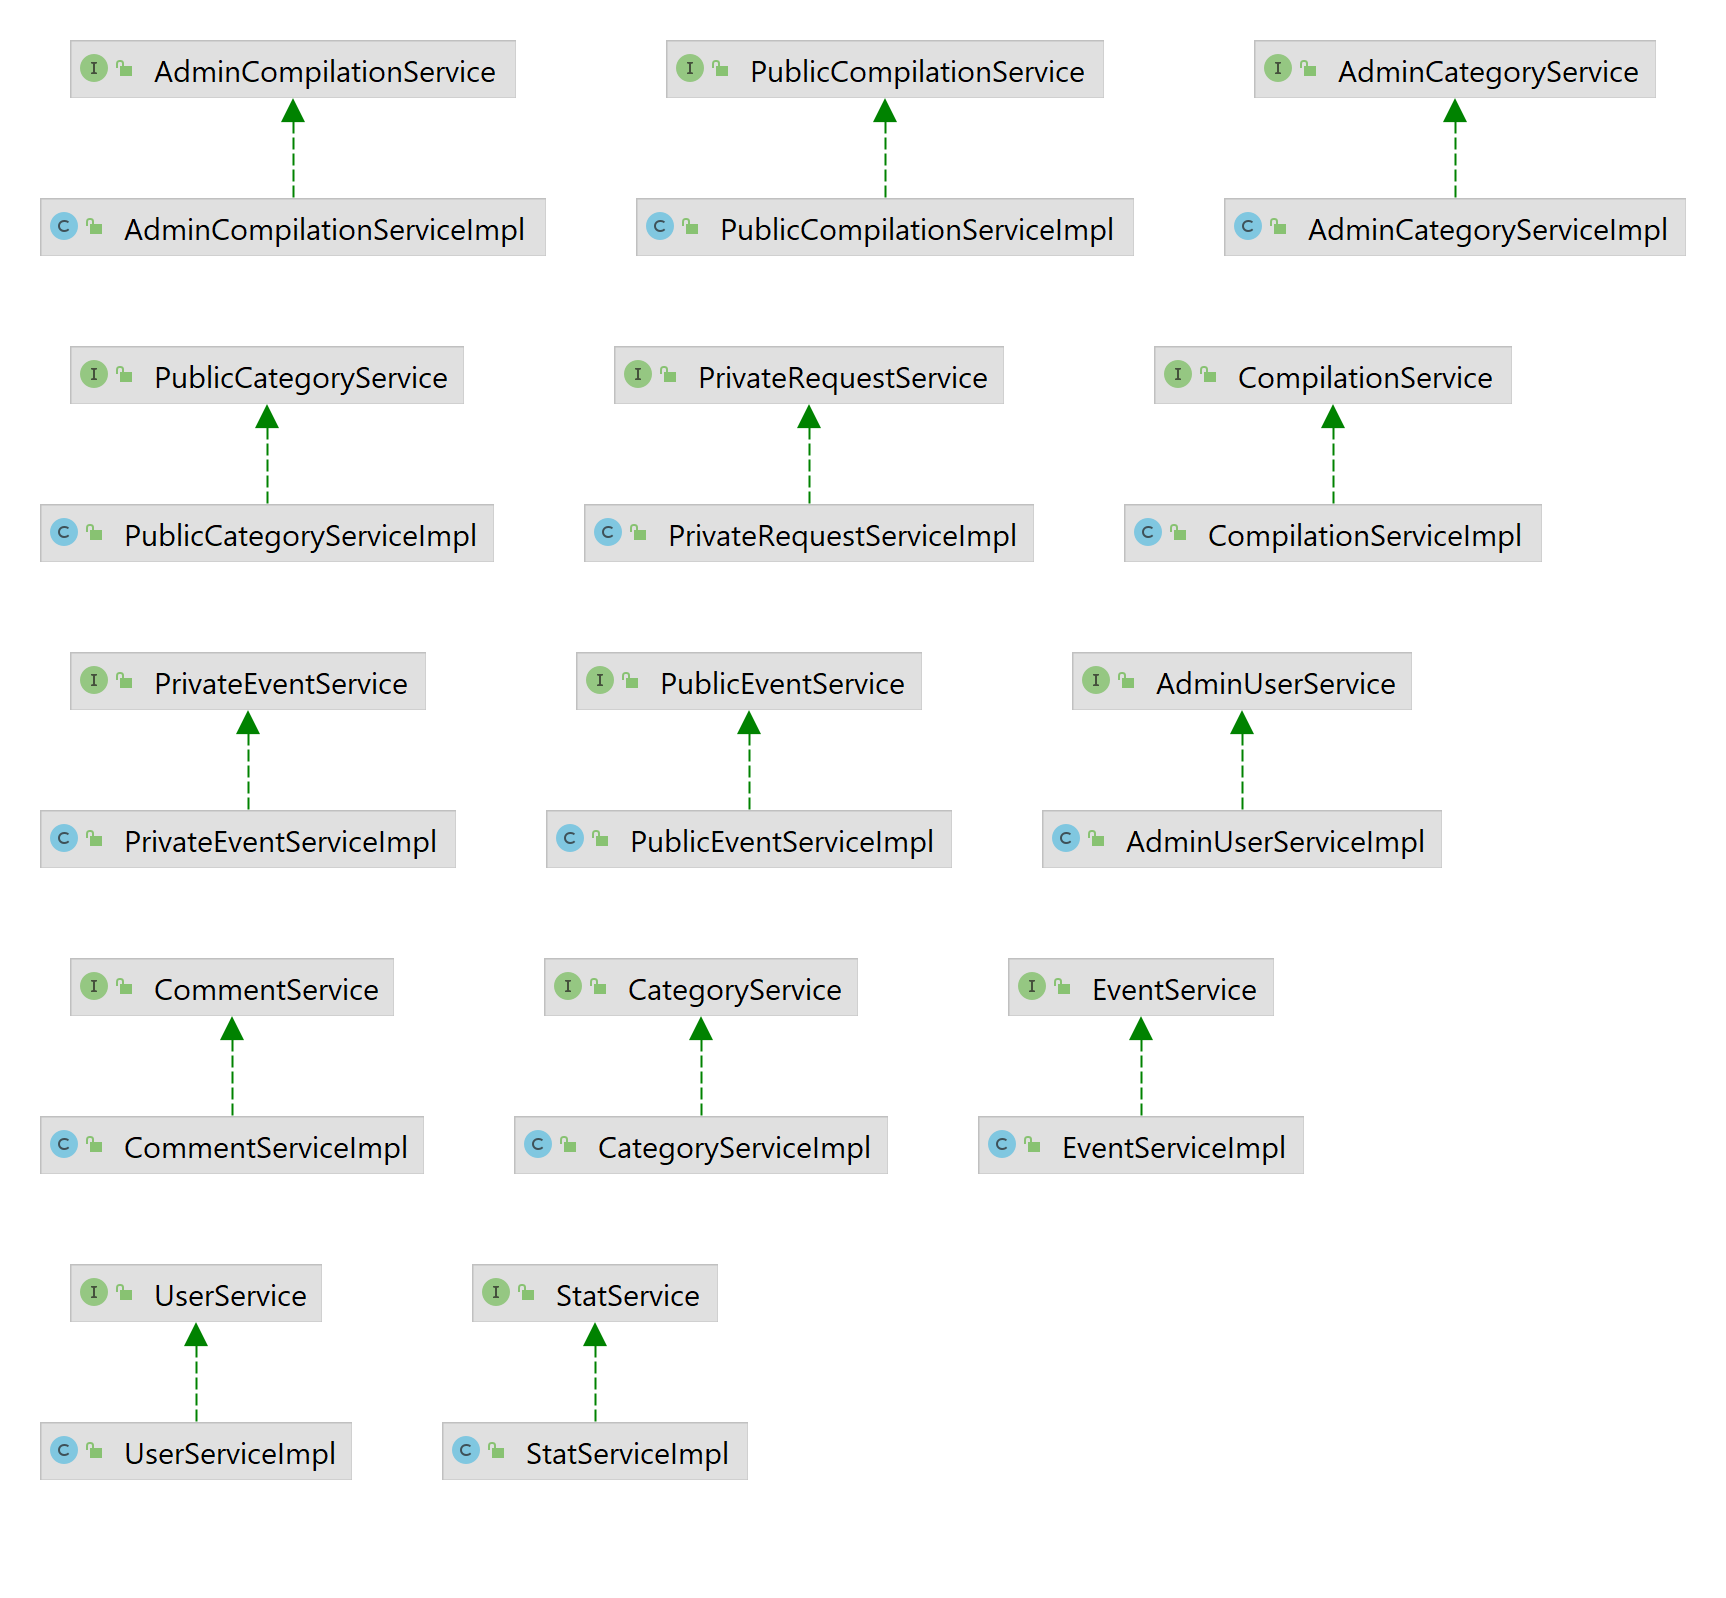 I AdminCompilationService
I PublicCompilationService
I AdminCategoryService
C AdminCompilationServiceImpl
C PublicCompilationServiceImpl
C AdminCategoryServiceImpl
I PublicCategoryService
I PrivateRequestService
I CompilationService
C PublicCategoryServiceImpl
C PrivateRequestServiceImpl
C CompilationServiceImpl
I PrivateEventService
I PublicEventService
I AdminUserService
C PrivateEventServiceImpl
C PublicEventServiceImpl
C AdminUserServiceImpl
I CommentService
I CategoryService
I EventService
C CommentServiceImpl
C CategoryServiceImpl
C EventServiceImpl
I UserService
I StatService
C UserServiceImpl
C StatServiceImpl